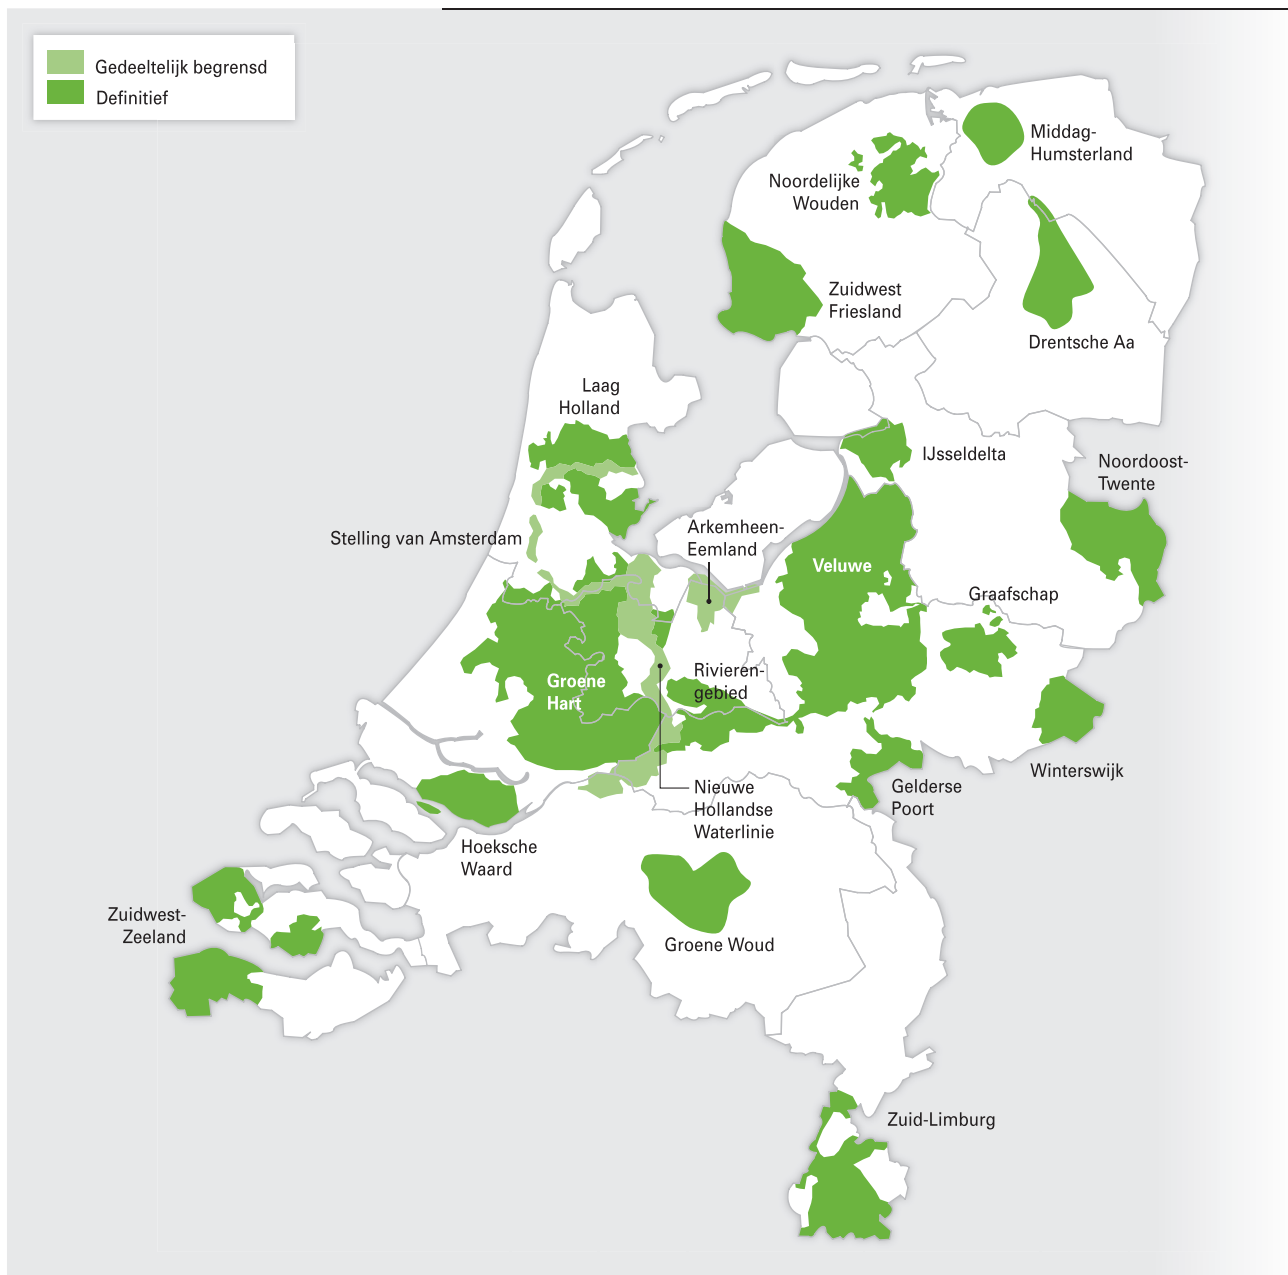 Gedeeltelijk begrensd
Definitief
Middag-
Humsterland
Noordelijke
Wouden
Zuidwest
Friesland
Drentsche Aa
Laag
Holland
IJsseldelta
Noordoost-
Twente
Stelling van Amsterdam
Arkemheen-
Eemland
Veluwe
Graafschap
Groene
Hart
Rivieren-
gebied
Winterswijk
Gelderse
Poort
Nieuwe
Hollandse
Waterlinie
Hoeksche
Waard
Zuidwest-
Zeeland
Groene Woud
Zuid-Limburg